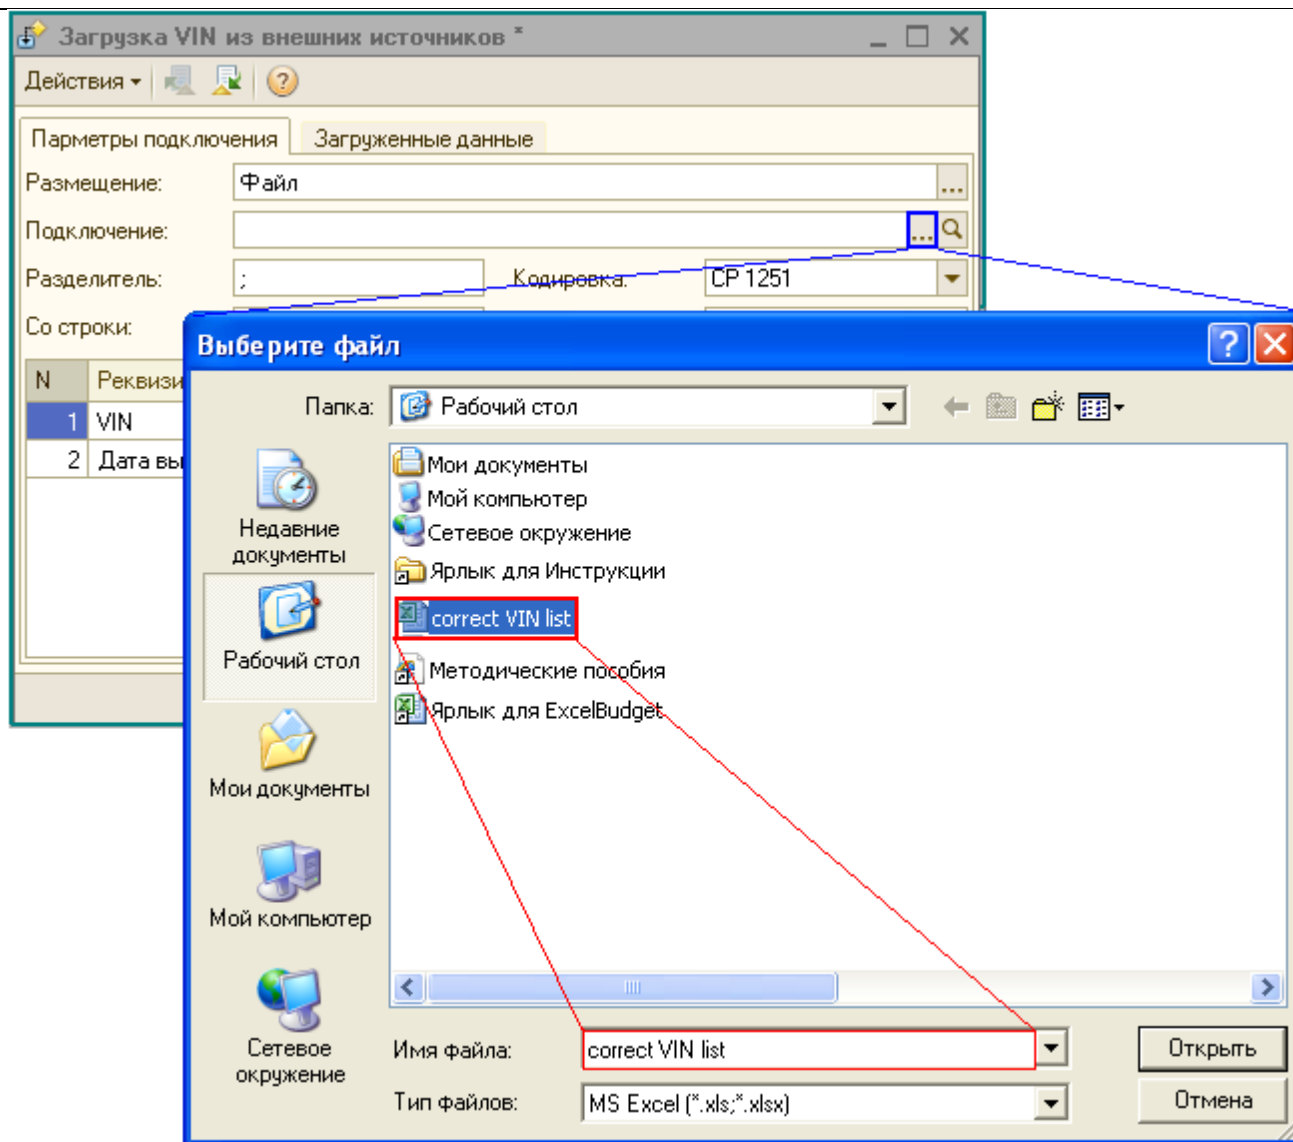 Загрузка VIN из внешних источников *
Действия
Парметры подключения Загруженные данные
Размещение: Файл ...
Подключение: ...
Разделитель: ; Кодировка: CP 1251
Со строки:
N Реквизи
1 VIN
2 Дата вы
Выберите файл
Папка: Рабочий стол
Недавние
документы
Рабочий стол
Мои документы
Мой компьютер
Сетевое
окружение
Мои документы
Мой компьютер
Сетевое окружение
Ярлык для Инструкции
correct VIN list
Методические пособия
Ярлык для ExcelBudget
Имя файла: correct VIN list Открыть
Тип файлов: MS Excel (*.xls;*.xlsx) Отмена